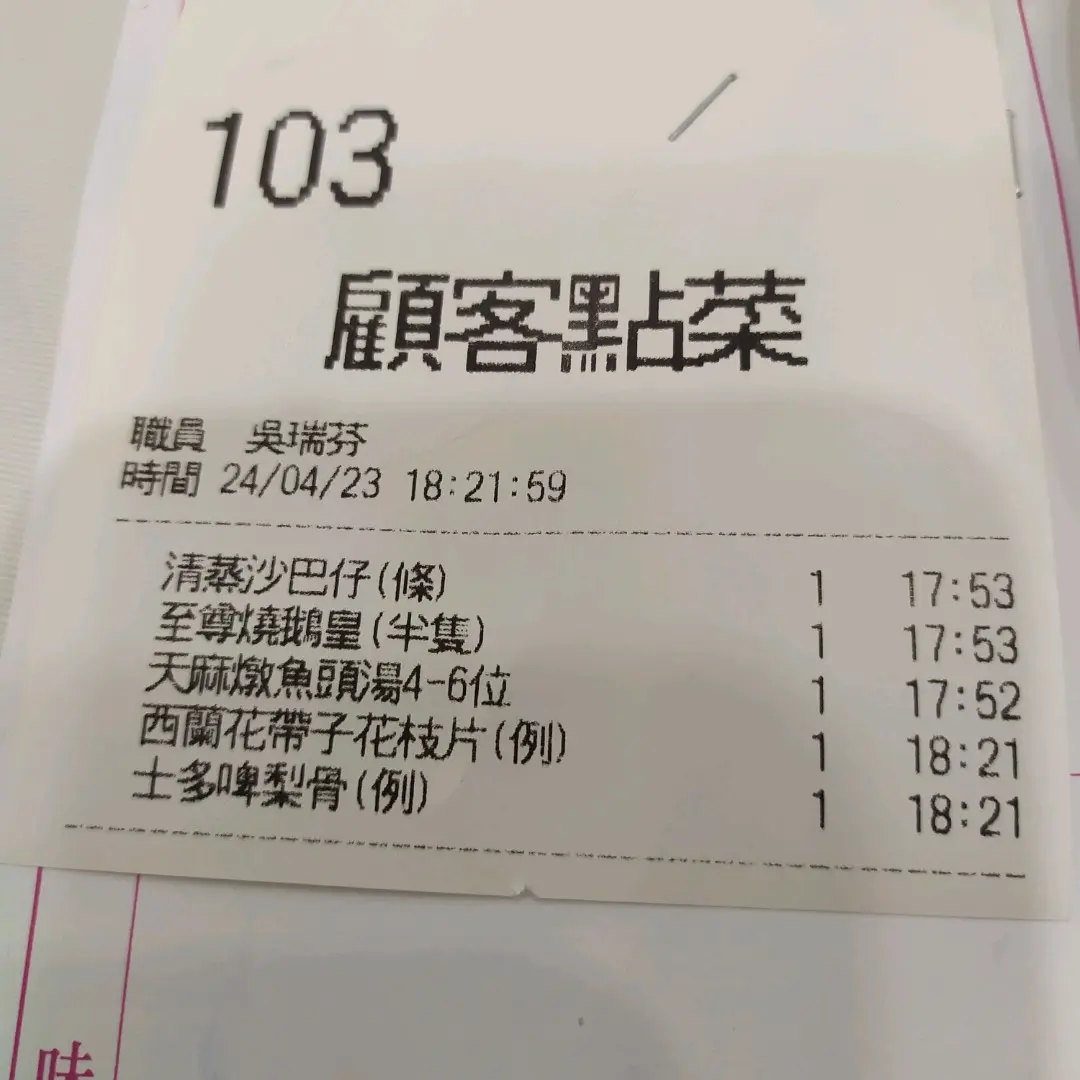 103
顧客點菜
職員 吳瑞芬
時間 24/04/23 18:21:59
清蒸沙巴仔(條) 1 17:53
至尊燒鵝皇(半隻) 1 17:53
天麻燉魚頭湯4-6位 1 17:52
西蘭花帶子花枝片(例) 1 18:21
士多啤梨骨(例) 1 18:21
味